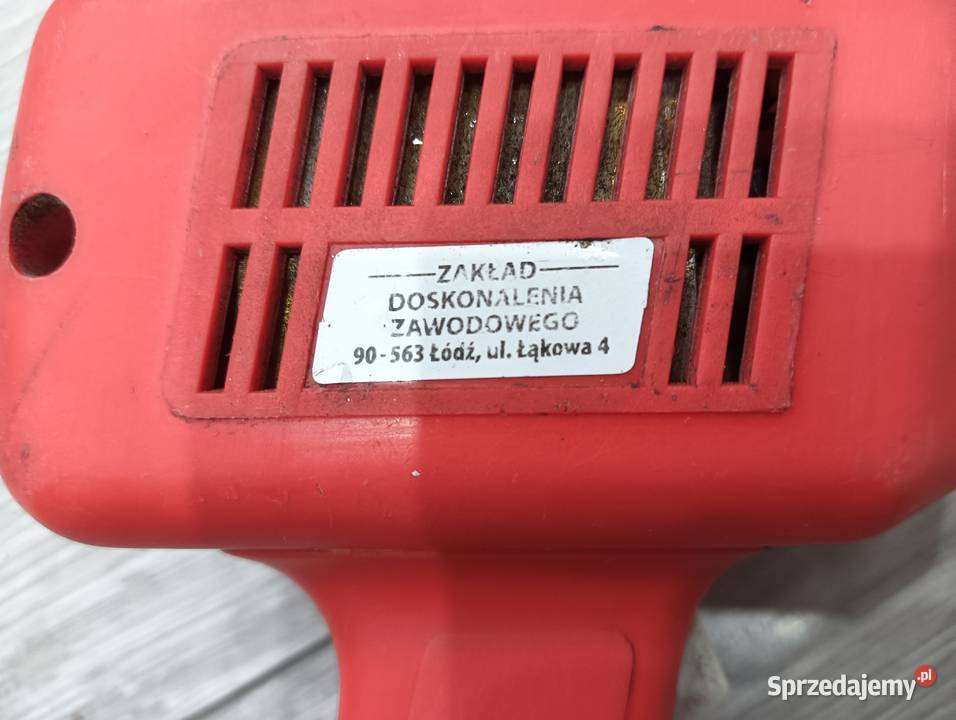 ZAKŁAD
DOSKONALENIA
ZAWODOWEGO
90-563 Łódź, ul. Łąkowa 4
Sprzedajemy.pl